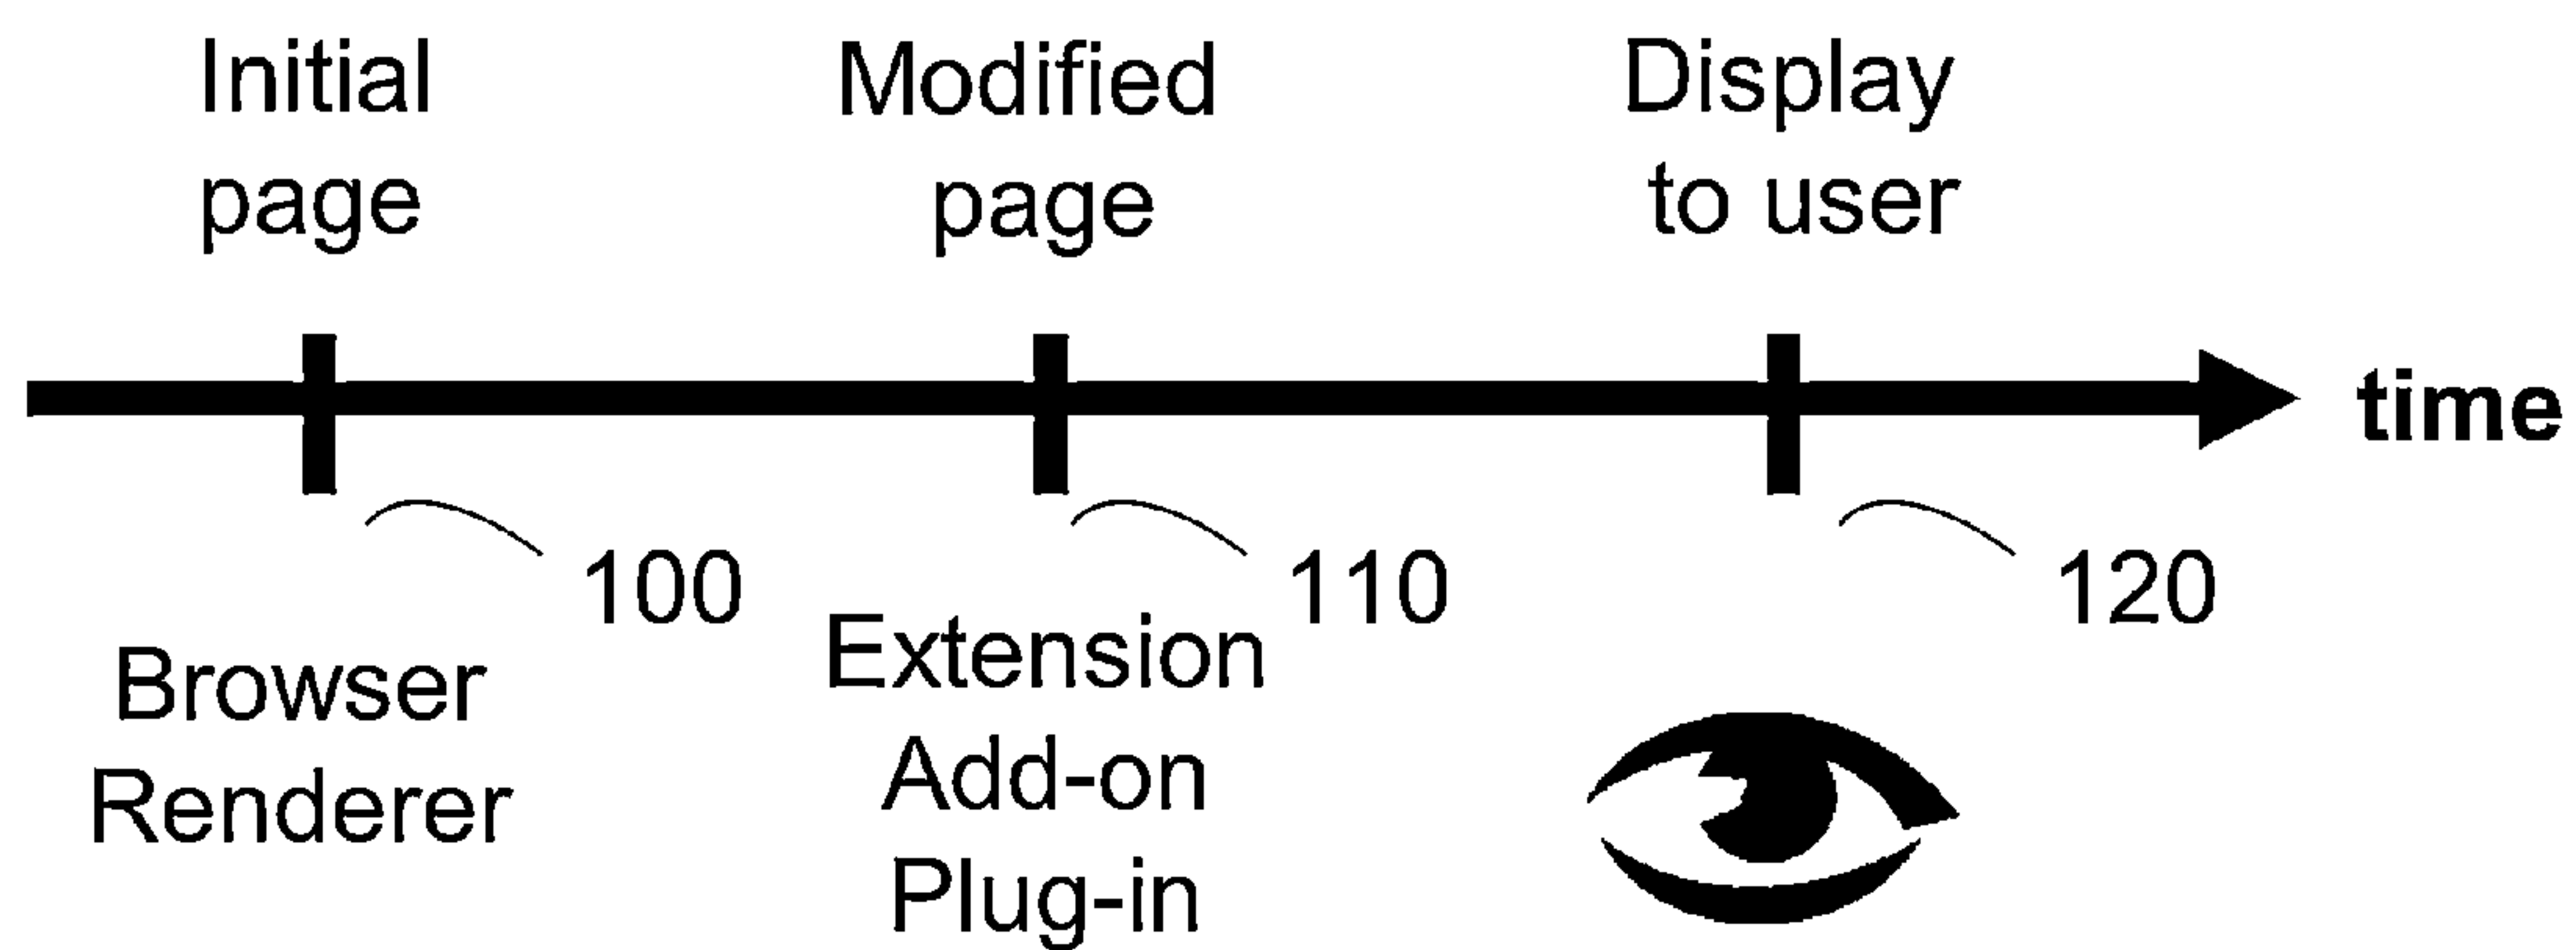 Initial
page
Modified
page
Display
to user
time
100
110
120
Browser
Renderer
Extension
Add-on
Plug-in